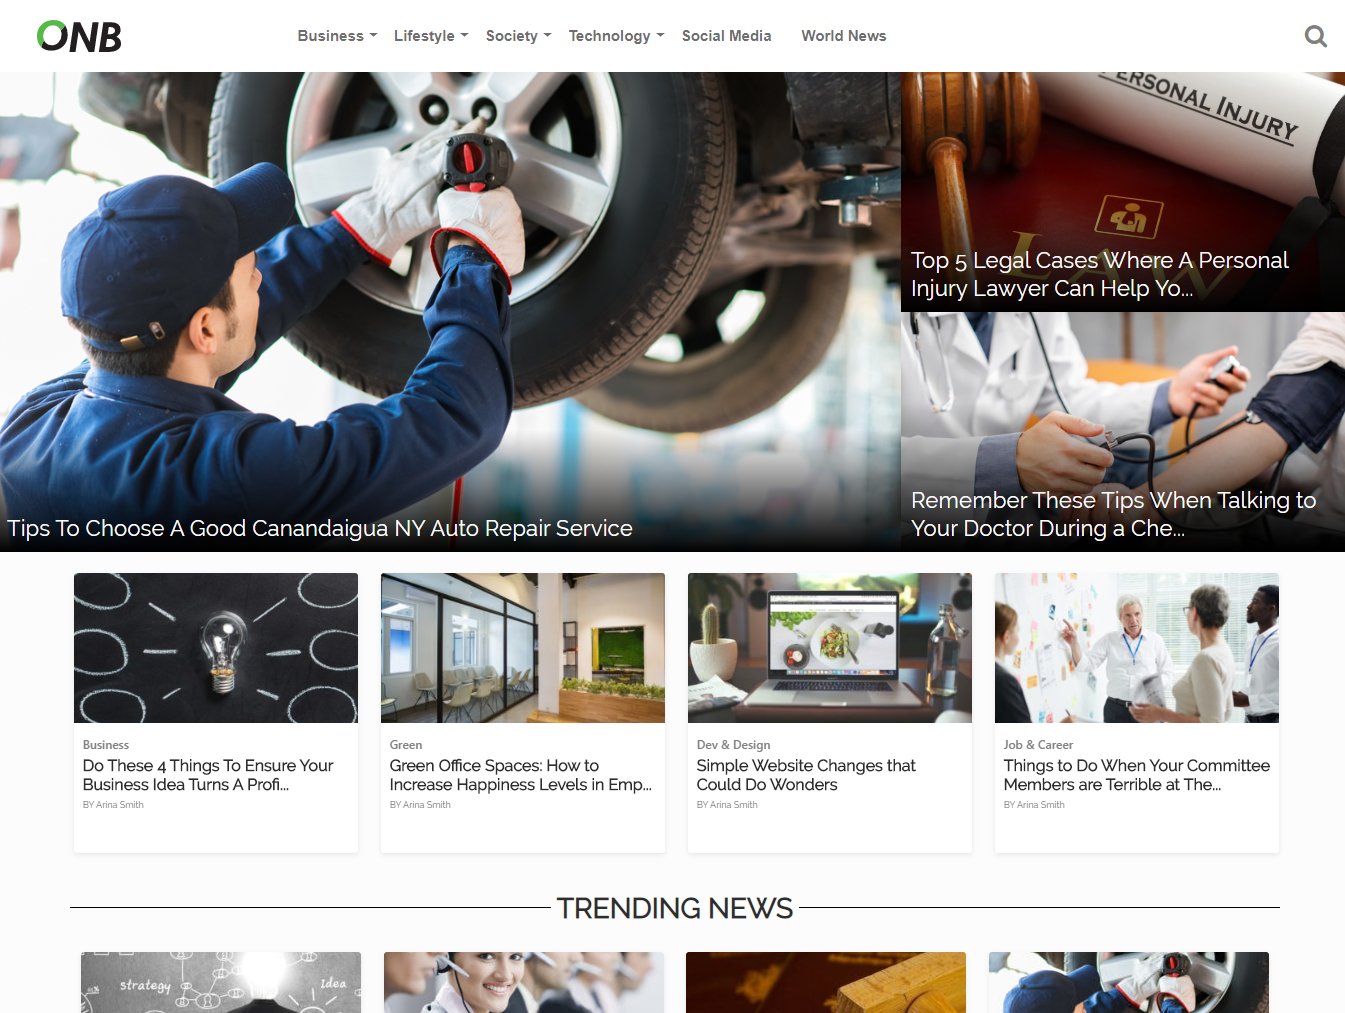 ONB
Business Lifestyle Society Technology Social Media World News
PERSONAL INJURY
LAW
Top 5 Legal Cases Where A Personal
Injury Lawyer Can Help Yo...
Remember These Tips When Talking to
Your Doctor During a Che...
Tips To Choose A Good Canandaigua NY Auto Repair Service
Business
Do These 4 Things To Ensure Your
Business Idea Turns A Profi...
BY Arina Smith
Green
Green Office Spaces: How to
Increase Happiness Levels in Emp...
BY Arina Smith
Dev & Design
Simple Website Changes that
Could Do Wonders
BY Arina Smith
Job & Career
Things to Do When Your Committee
Members are Terrible at The...
BY Arina Smith
TRENDING NEWS
strategy
Idea